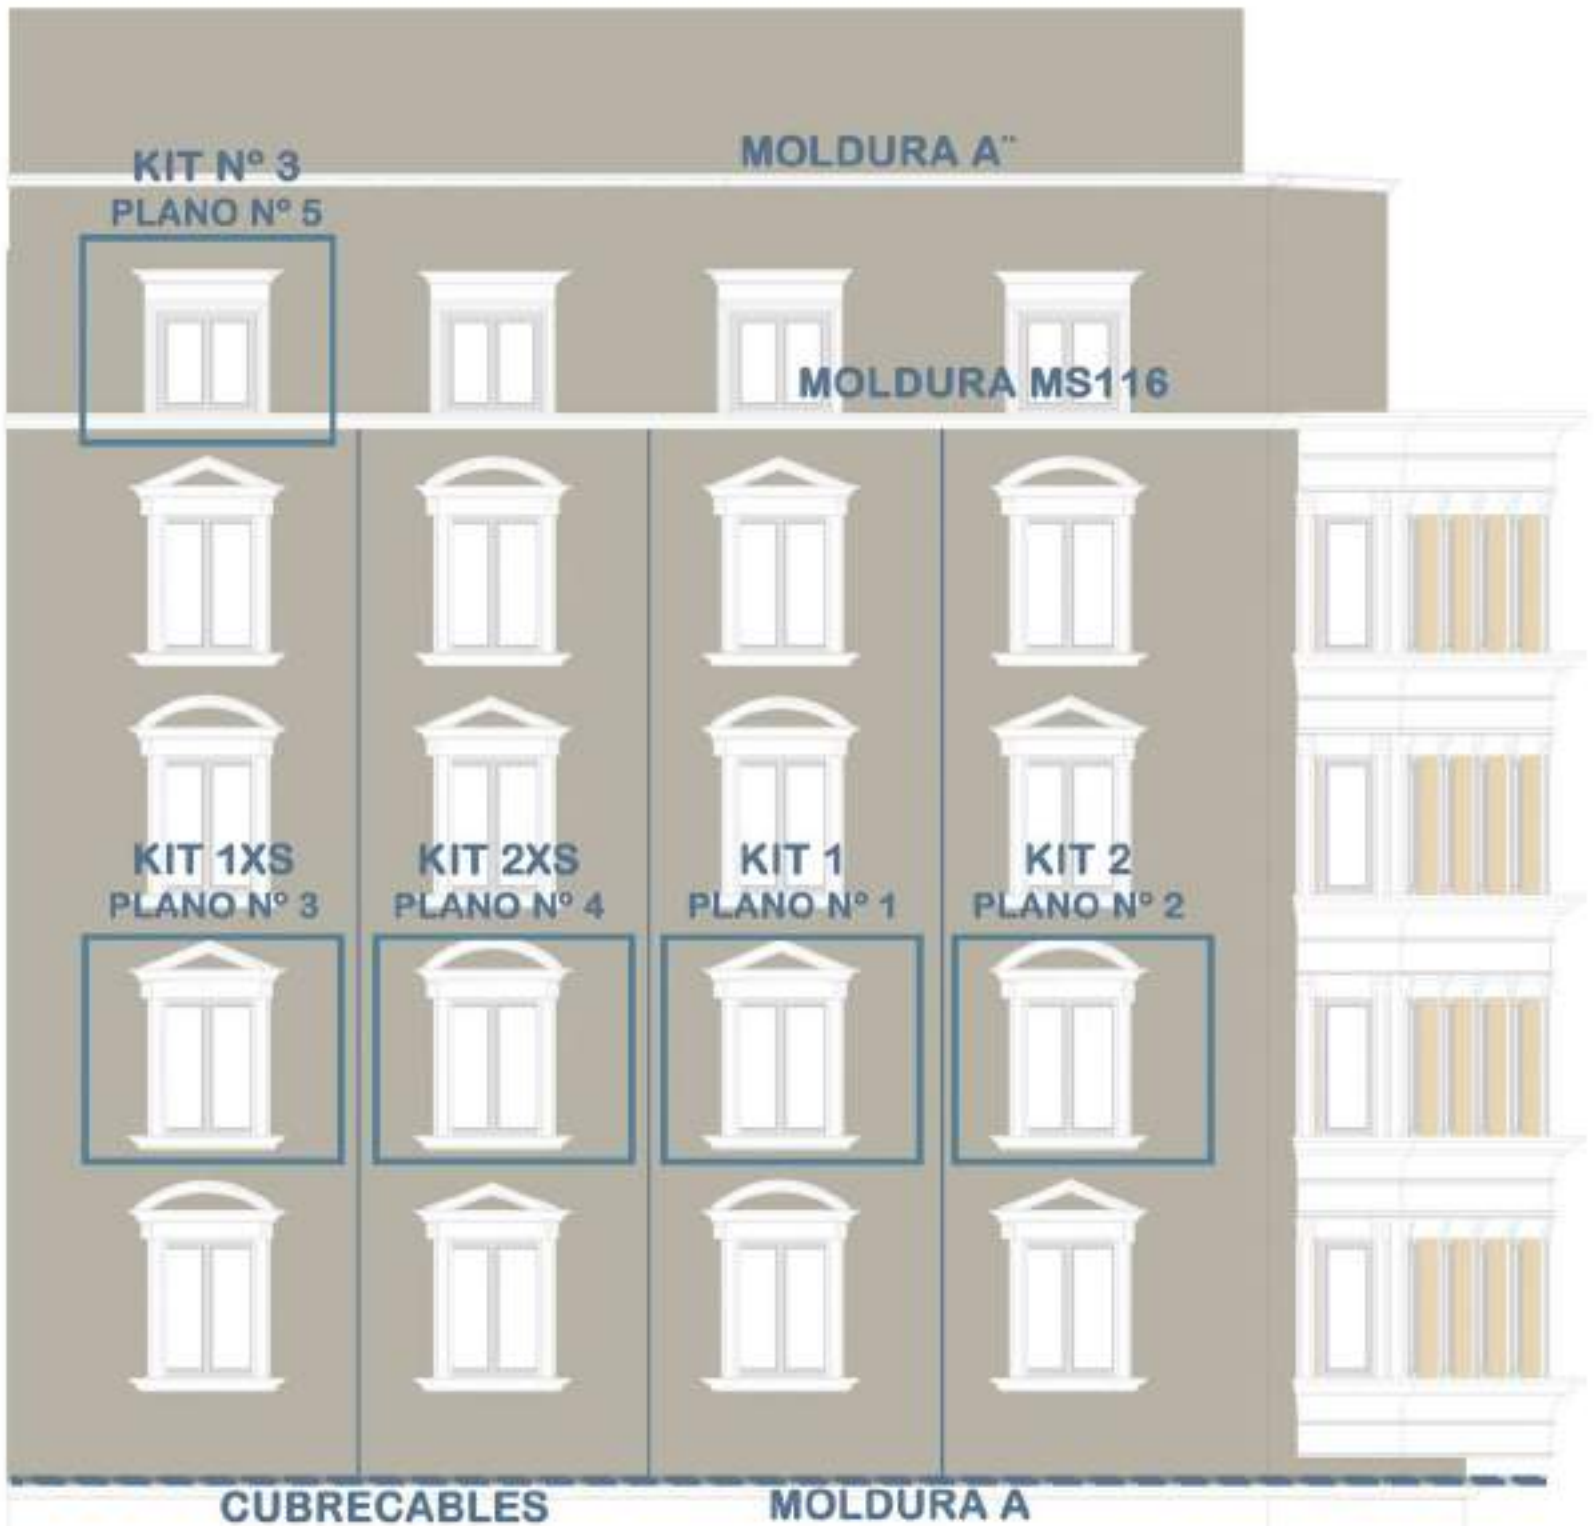 MOLDURA A¨
KIT Nº 3
PLANO Nº 5
MOLDURA MS116
KIT 1XS
PLANO Nº 3
KIT 2XS
PLANO Nº 4
KIT 1
PLANO Nº 1
KIT 2
PLANO Nº 2
CUBRECABLES
MOLDURA A